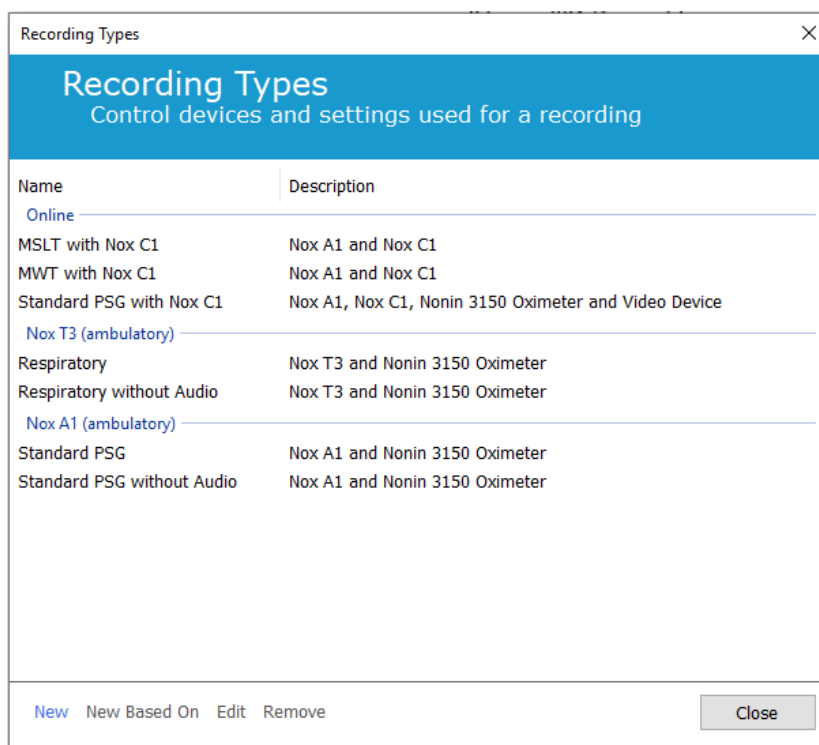 Recording Types
Recording Types
Control devices and settings used for a recording
Name Description
Online
MSLT with Nox C1 Nox A1 and Nox C1
MWT with Nox C1 Nox A1 and Nox C1
Standard PSG with Nox C1 Nox A1, Nox C1, Nonin 3150 Oximeter and Video Device
Nox T3 (ambulatory)
Respiratory Nox T3 and Nonin 3150 Oximeter
Respiratory without Audio Nox T3 and Nonin 3150 Oximeter
Nox A1 (ambulatory)
Standard PSG Nox A1 and Nonin 3150 Oximeter
Standard PSG without Audio Nox A1 and Nonin 3150 Oximeter
New New Based On Edit Remove Close